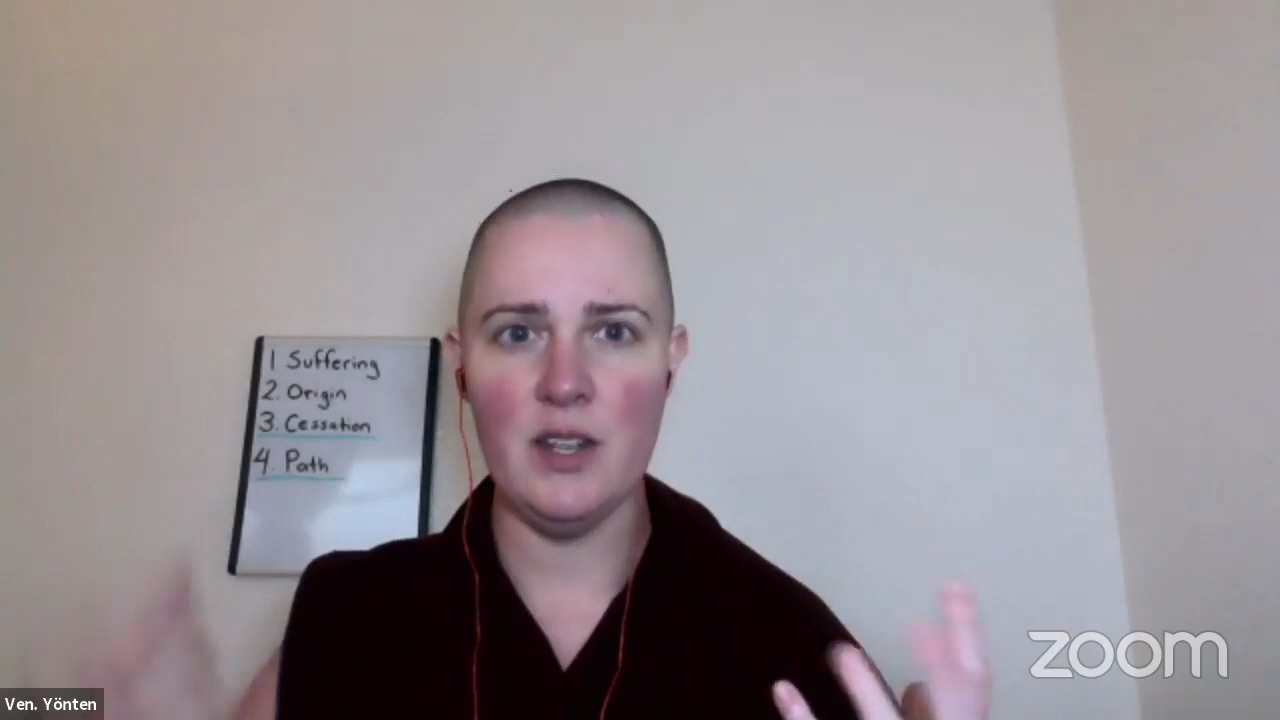 1 Suffering
2. Origin
3. Cessation
4. Path
zoom
Ven. Yönten